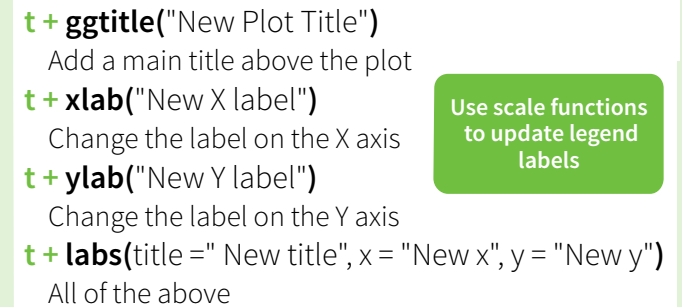 t + ggtitle("New Plot Title")
Add a main title above the plot
t + xlab("New X label")
Change the label on the X axis
t + ylab("New Y label")
Change the label on the Y axis
t + labs(title =" New title", x = "New x", y = "New y")
All of the above
Use scale functions
to update legend
labels